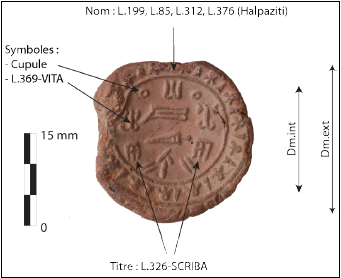 Nom : L.199, L.85, L.312, L.376 (Halpaziti)
Symboles :
- Cupule
- L.369-VITA
15 mm
0
Dm.int
Dm.ext
Titre : L.326-SCRIBA